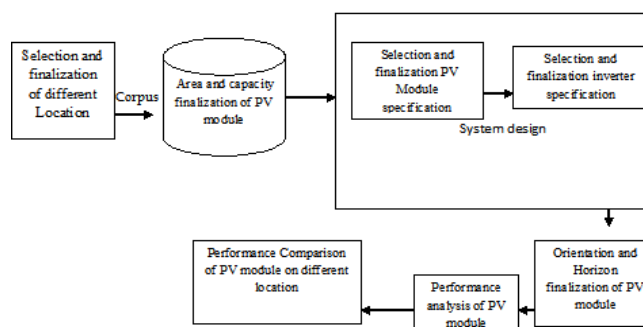 Selection and
finalization
of different
Location
Corpus
Area and capacity
finalization of PV
module
Selection and
finalization PV
Module
specification
Selection and
finalization inverter
specification
System design
Orientation and
Horizon
finalization of PV
module
Performance
analysis of PV
module
Performance Comparison
of PV module on different
location